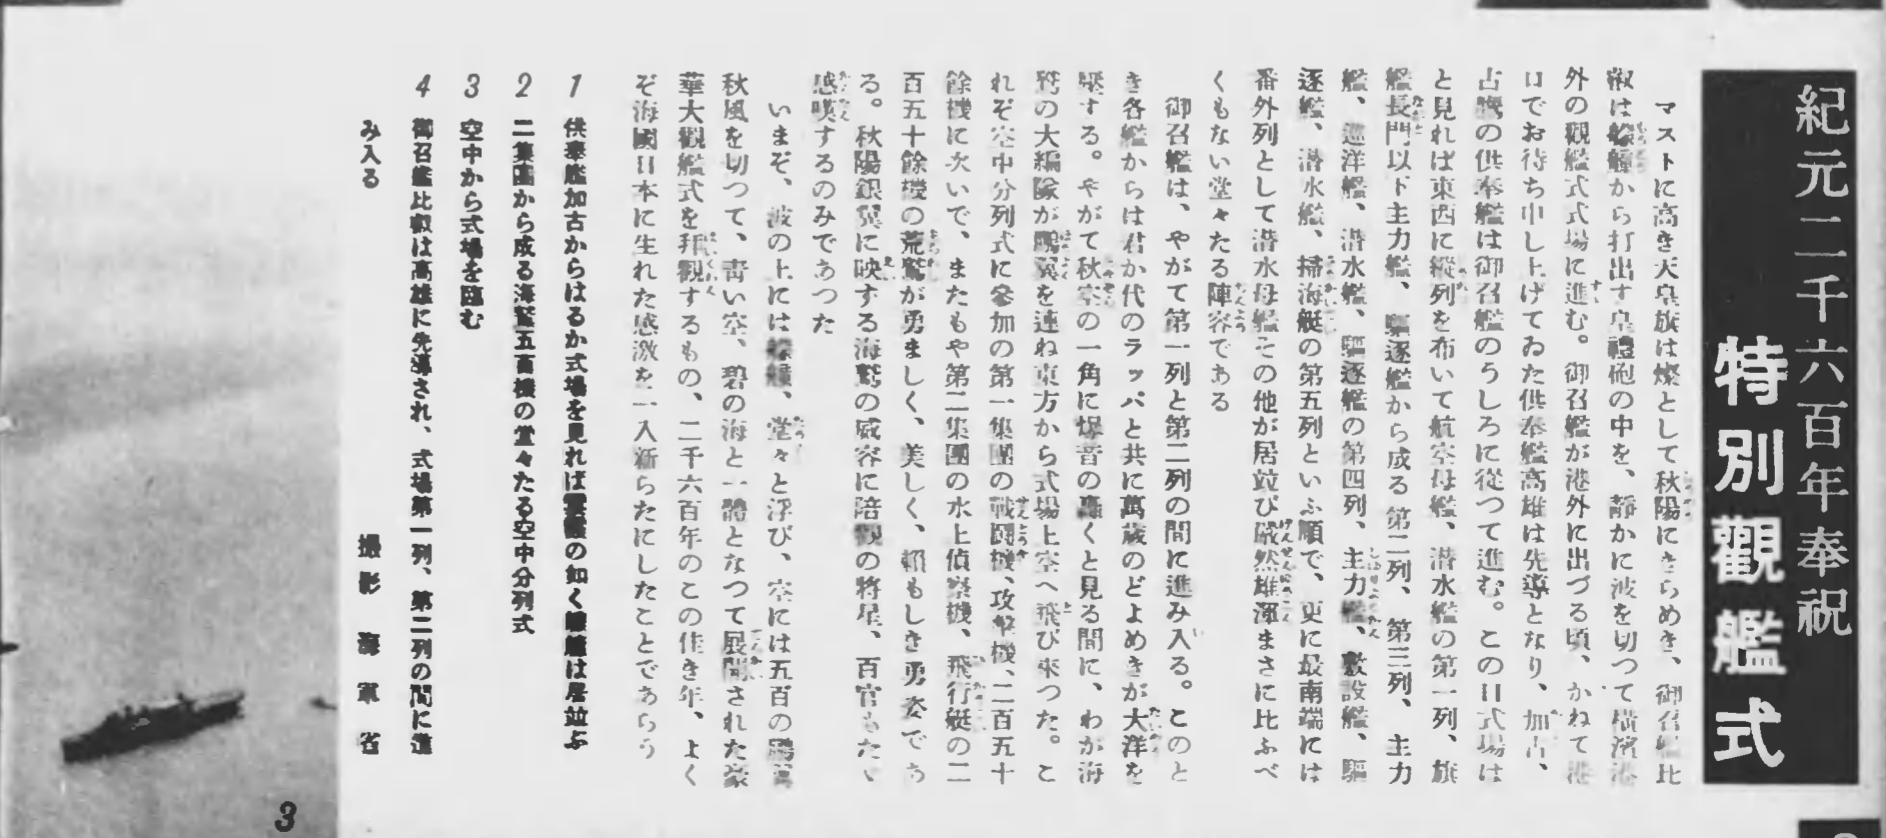 紀元二千六百年奉祝
特別觀艦式
マストに高き天皇旗は燦として秋陽にきらめき、御召艦比
叡は艫艫から打出す皇禮砲の中を、靜かに波を切つて橫濱港
外の觀艦式式場に進む。御召艦が港外に出づる頃、かねて港
口でお待ち申し上げてゐた供奉艦高雄は先導となり、加古、
古鷹の供奉艦は御召艦のうしろに從つて進む。この日式場は
と見れば東西に縱列を布いて航空母艦、潛水艦の第一列、旗
艦長門以下主力艦、驅逐艦から成る第二列、第三列、主力
艦、巡洋艦、潛水艦、驅逐艦の第四列、主力艦、敷設艦、驅
逐艦、潛水艦、掃海艇の第五列といふ順で、更に最南端には
番外列として潛水母艦その他が居竝び嚴然雄渾まさに比ふべ
くもない堂々たる陣容である
御召艦は、やがて第一列と第二列の間に進み入る。このと
き各艦からは君か代のラッパと共に萬歲のどよめきが大洋を
壓する。やがて秋空の一角に爆音の轟くと見る間に、わが海
鷲の大編隊が鵬翼を連ね東方から式場上空へ飛び來つた。こ
れぞ空中分列式に參加の第一集團の戰鬪機、攻擊機、二百五十
餘機に次いで、またもや第二集團の水上偵察機、飛行艇の二
百五十餘機の荒鷲が勇ましく、美しく、賴もしき勇姿であ
る。秋陽銀翼に映する海鷲の威容に陪觀の將星、百官もたゞ
感嘆するのみであつた
いまぞ、波の上には艨艟、堂々と浮び、空には五百の鵬翼
秋風を切つて、靑い空、碧の海と一體となつて展開された豪
華大觀艦式を拜觀するもの、二千六百年のこの佳き年、よく
ぞ海國日本に生れた感激を一入新らたにしたことであらう
1 供奉艦加古からはるか式場を見れば雲霞の如く艨艟は居竝ぶ
2 二集團から成る海鷲五百機の堂々たる空中分列式
3 空中から式場を臨む
4 御召艦比叡は高雄に先導され、式場第一列、第二列の間に進
み入る
撮影 海軍省
3